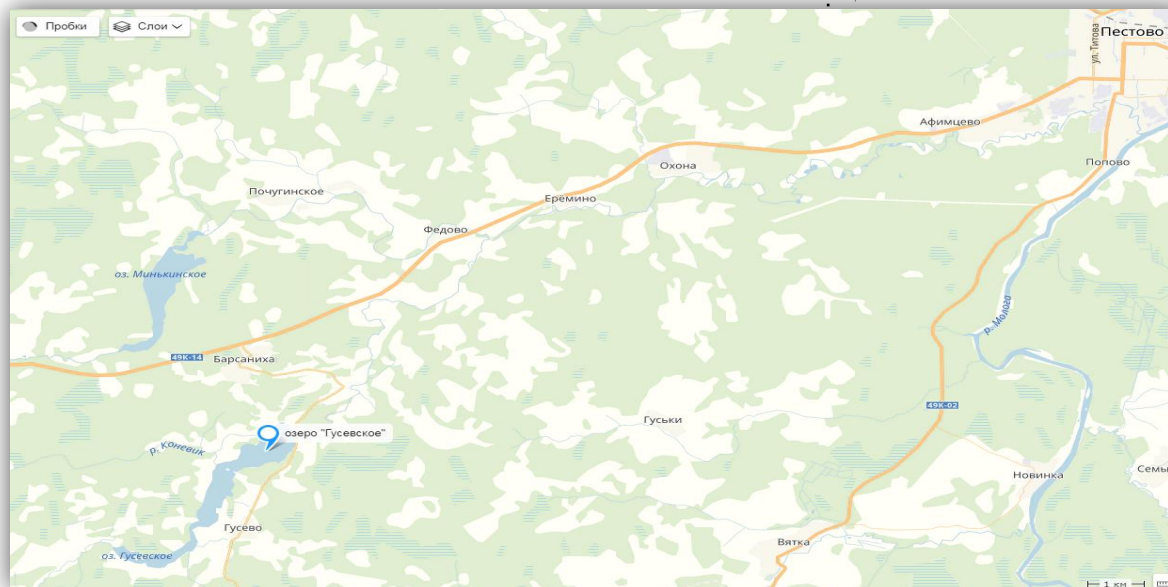 Пробки
Слои
Пестово
ул. Титова
Афимцево
Попово
Охона
Почугинское
Еремино
Федово
оз. Минькинское
р. Молога
49К-14
Барсаниха
49К-02
Гуськи
озеро "Гусевское"
р. Коневик
Новинка
Семы
Гусево
Вятка
оз. Гусевское
1 км